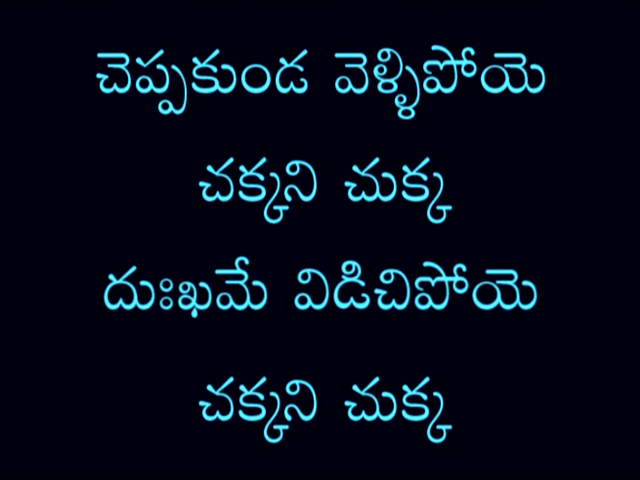 చెప్పకుండ వెళ్ళిపోయె
చక్కని చుక్క
దుఃఖమే విడిచిపోయె
చక్కని చుక్క